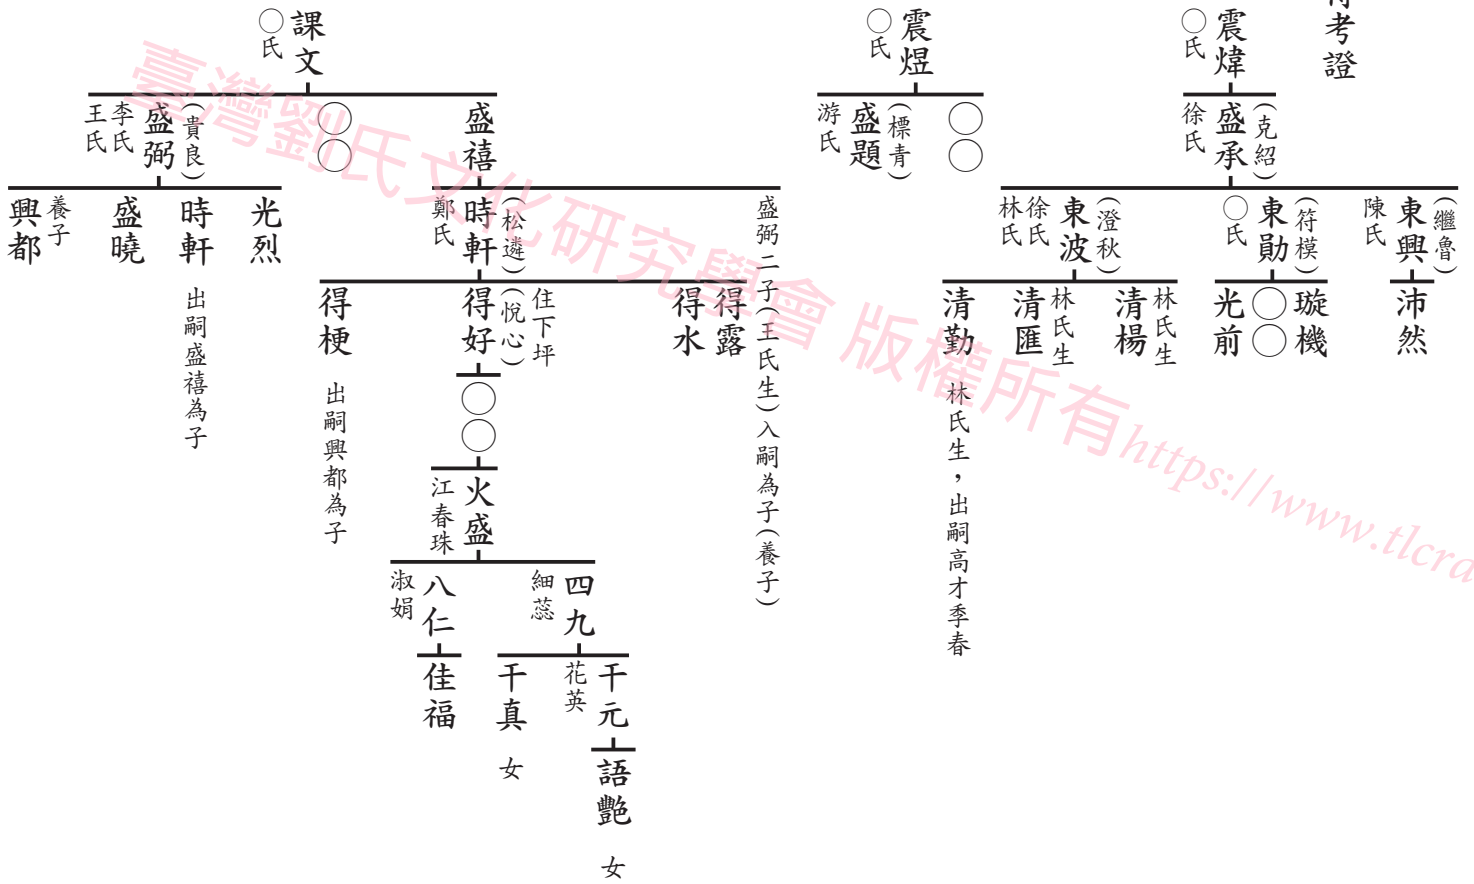 考證
震煒
○氏
(克紹)
盛承
徐氏
(繼魯)
東興
陳氏
沛然
(符模)
東勛
○氏
璇機
○○
光前
(澄秋)
東波
徐氏
林氏
林氏生
清楊
林氏生
清匯
清勤
林氏生,出嗣高才季春
震煜
○氏
○○
(標青)
盛題
游氏
課文
○氏
盛禧
盛弼二子(王氏生)入嗣為子(養子)
(松遴)
時軒
鄭氏
得露
得水
住下坪
(悅心)
得好
得梗
出嗣興都為子
○○
火盛
江春珠
四九
細蕊
干元
花英
語艷
女
干真
女
八仁
淑娟
佳福
○○
(貴良)
盛弼
李氏
王氏
光烈
時軒
出嗣盛禧為子
盛曉
養子
興都
臺灣劉氏文化研究學會 版權所有https://www.tlcra